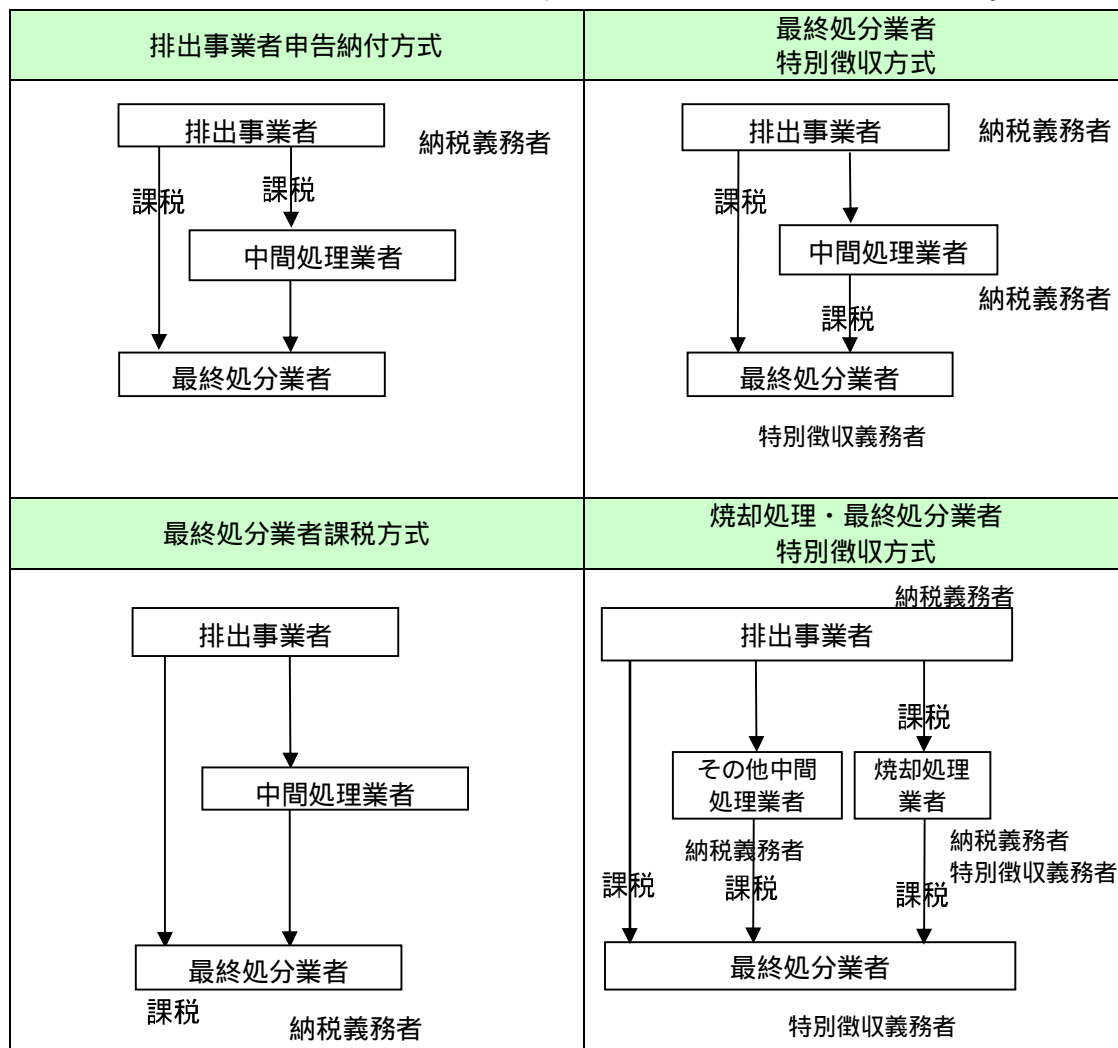 排出事業者申告納付方式
排出事業者
納税義務者
課税
課税
中間処理業者
最終処分業者
最終処分業者
特別徴収方式
排出事業者
納税義務者
課税
中間処理業者
納税義務者
課税
最終処分業者
特別徴収義務者
最終処分業者課税方式
排出事業者
中間処理業者
最終処分業者
課税
納税義務者
焼却処理・最終処分業者
特別徴収方式
納税義務者
排出事業者
課税
その他中間
処理業者
焼却処理
業者
納税義務者
納税義務者
特別徴収義務者
課税
課税
課税
最終処分業者
特別徴収義務者